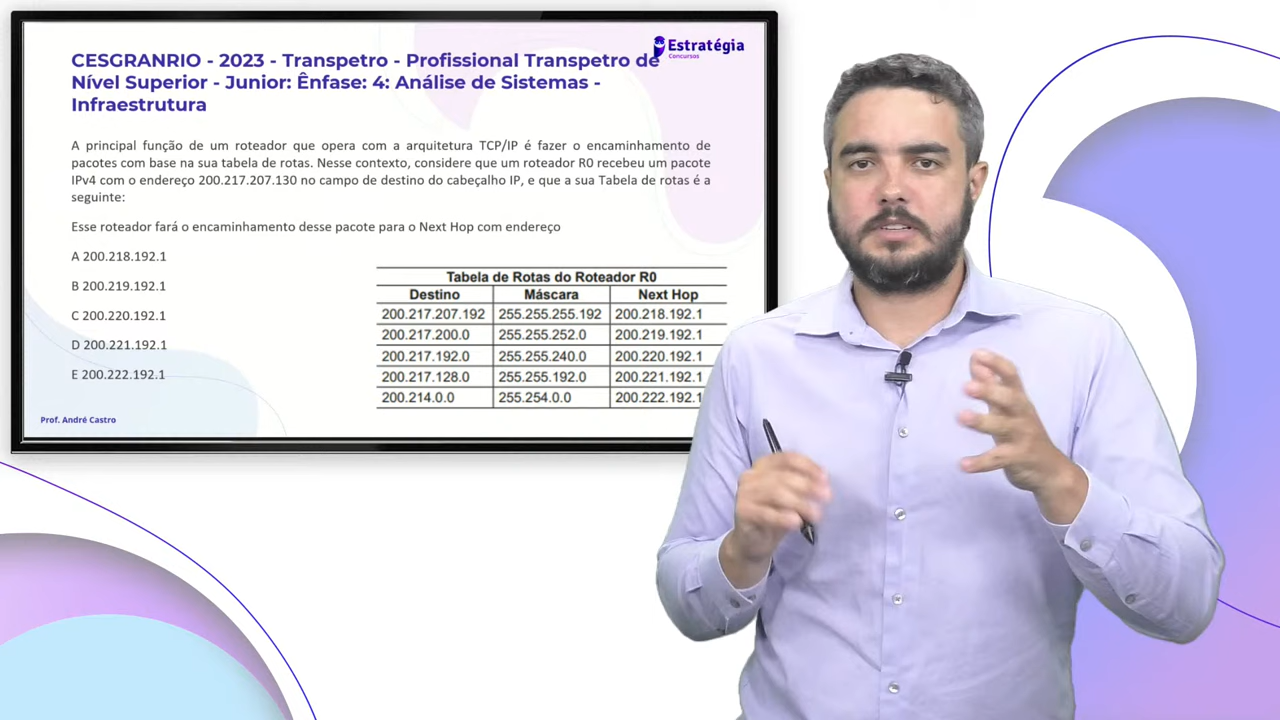 CESGRANRIO - 2023 - Transpetro - Profissional Transpetro de
Nível Superior - Junior: Ênfase: 4: Análise de Sistemas -
Infraestrutura
Estratégia
Concursos
A principal função de um roteador que opera com a arquitetura TCP/IP é fazer o encaminhamento de
pacotes com base na sua tabela de rotas. Nesse contexto, considere que um roteador R0 recebeu um pacote
IPv4 com o endereço 200.217.207.130 no campo de destino do cabeçalho IP, e que a sua Tabela de rotas é a
seguinte:
Esse roteador fará o encaminhamento desse pacote para o Next Hop com endereço
A 200.218.192.1
B 200.219.192.1
C 200.220.192.1
D 200.221.192.1
E 200.222.192.1
Tabela de Rotas do Roteador R0
Destino Máscara Next Hop
200.217.207.192 255.255.255.192 200.218.192.1
200.217.200.0 255.255.252.0 200.219.192.1
200.217.192.0 255.255.240.0 200.220.192.1
200.217.128.0 255.255.192.0 200.221.192.1
200.214.0.0 255.254.0.0 200.222.192.1
Prof. André Castro